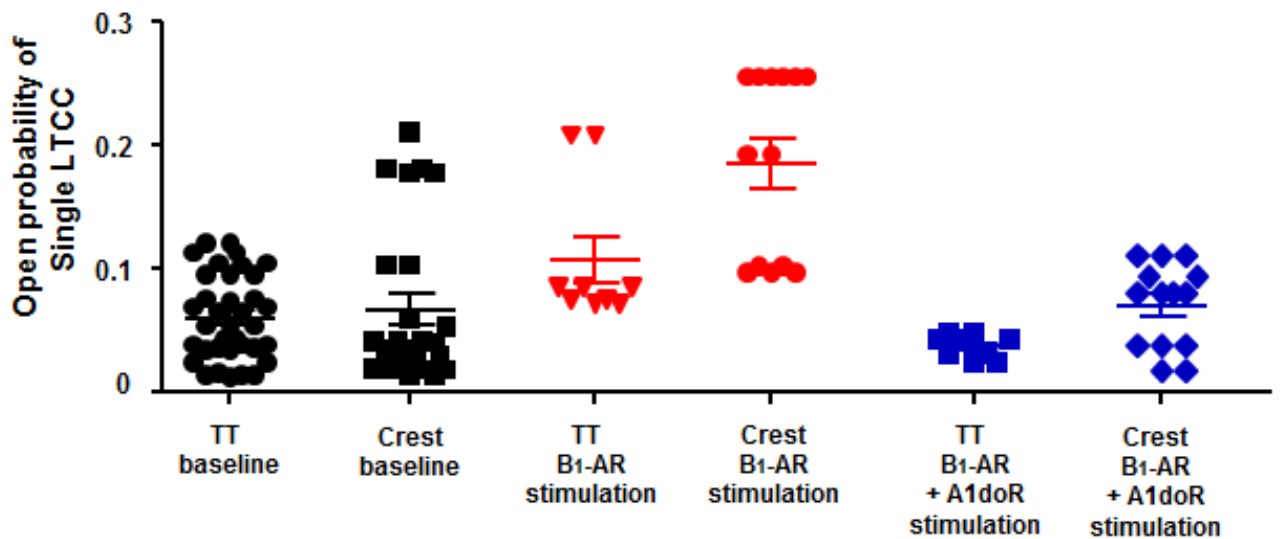 Open probability of
Single LTCC
0.3
0.2
0.1
0
TT
baseline
Crest
baseline
TT
B1-AR
stimulation
Crest
B1-AR
stimulation
TT
B1-AR
+ A1doR
stimulation
Crest
B1-AR
+ A1doR
stimulation